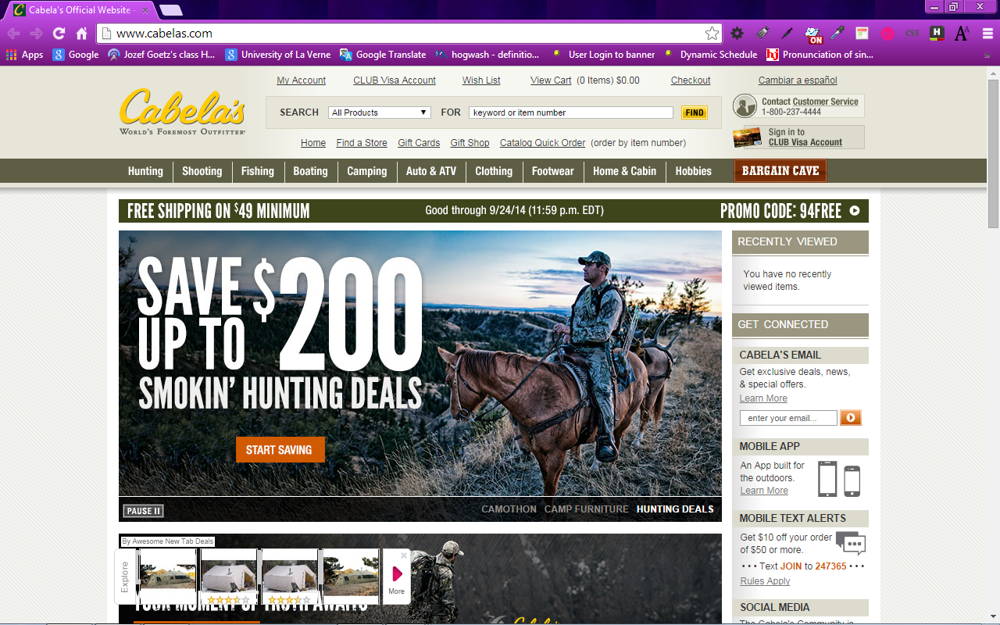 Cabela's Official Website -
www.cabelas.com
ON
CSS
H
Apps
Google
Jozef Goetz's class H...
University of La Verne
Google Translate
hogwash - definitio...
User Login to banner
Dynamic Schedule
Pronunciation of sin...
My Account
CLUB Visa Account
Wish List
View Cart (0 Items) $0.00
Checkout
Cambiar a español
Cabela's
WORLD'S FOREMOST OUTFITTER
SEARCH
All Products
FOR
keyword or item number
FIND
Contact Customer Service
1-800-237-4444
Home
Find a Store
Gift Cards
Gift Shop
Catalog Quick Order (order by item number)
Sign in to
CLUB Visa Account
Hunting
Shooting
Fishing
Boating
Camping
Auto & ATV
Clothing
Footwear
Home & Cabin
Hobbies
BARGAIN CAVE
FREE SHIPPING ON $49 MINIMUM
Good through 9/24/14 (11:59 p.m. EDT)
PROMO CODE: 94FREE
SAVE
UP TO
$200
SMOKIN' HUNTING DEALS
START SAVING
PAUSE II
CAMOTHON
CAMP FURNITURE
HUNTING DEALS
RECENTLY VIEWED
You have no recently
viewed items.
GET CONNECTED
CABELA'S EMAIL
Get exclusive deals, news,
& special offers.
Learn More
enter your email...
MOBILE APP
An App built for
the outdoors.
Learn More
MOBILE TEXT ALERTS
Get $10 off your order
of $50 or more.
• • • Text JOIN to 247365 • • •
Rules Apply
SOCIAL MEDIA
The Cabela's Community is
By Awesome New Tab Deals
Explore
More
Cabela's